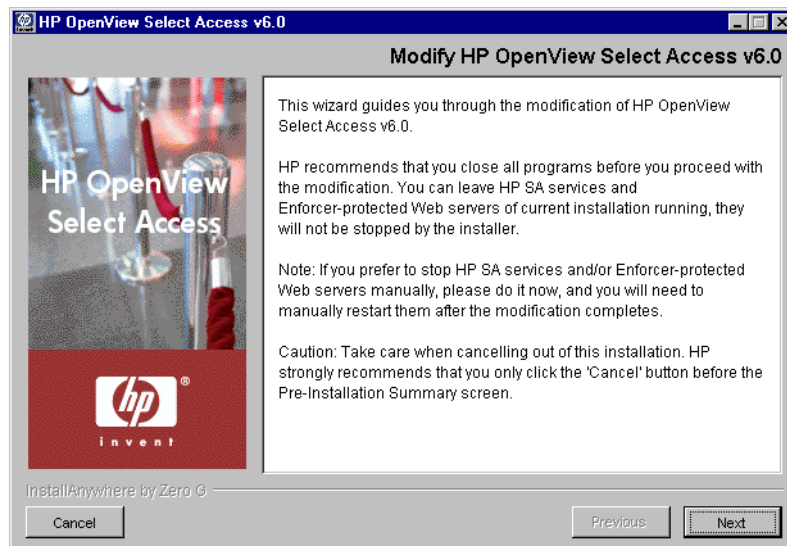 HP OpenView Select Access v6.0
Modify HP OpenView Select Access v6.0
HP OpenView
Select Access
hp
®
invent
This wizard guides you through the modification of HP OpenView
Select Access v6.0.
HP recommends that you close all programs before you proceed with
the modification. You can leave HP SA services and
Enforcer-protected Web servers of current installation running, they
will not be stopped by the installer.
Note: If you prefer to stop HP SA services and/or Enforcer-protected
Web servers manually, please do it now, and you will need to
manually restart them after the modification completes.
Caution: Take care when cancelling out of this installation. HP
strongly recommends that you only click the 'Cancel' button before the
Pre-Installation Summary screen.
InstallAnywhere by Zero G
Cancel
Previous
Next